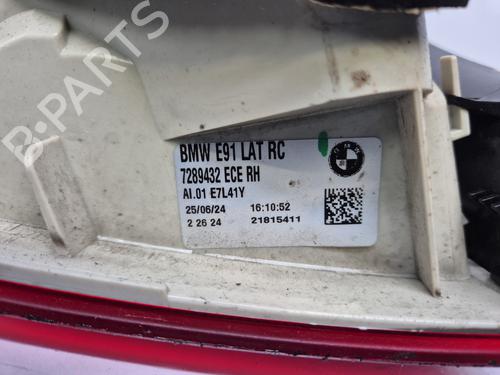 B-PARTS
BMW E91 LAT RC
7289432 ECE RH
AI.01 E7L41Y
25/06/24 16:10:52
2 26 24 21815411